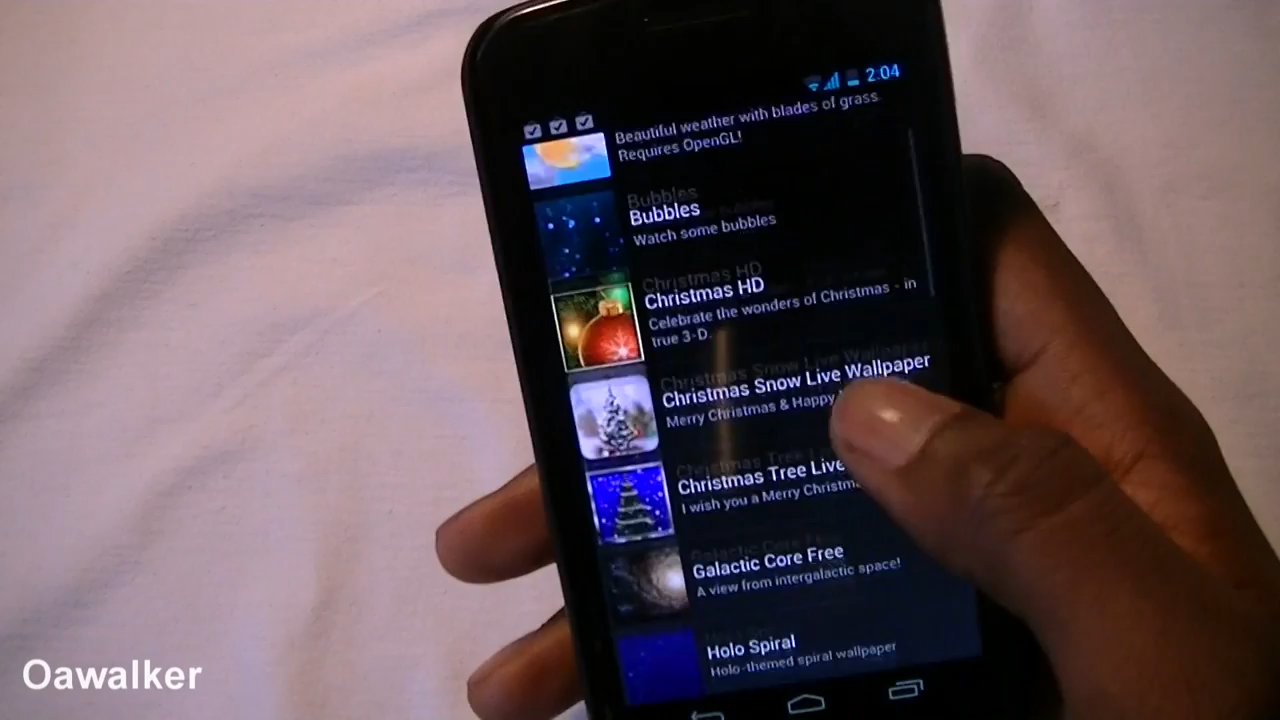 2:04
Beautiful weather with blades of grass.
Requires OpenGL!
Bubbles
Watch some bubbles
Christmas HD
Celebrate the wonders of Christmas - in
true 3-D.
Christmas Snow Live Wallpaper
Merry Christmas & Happy
Christmas Tree Live
I wish you a Merry
Galactic Core Free
A view from intergalactic space!
Holo Spiral
Holo-themed spiral wallpaper
Oawalker